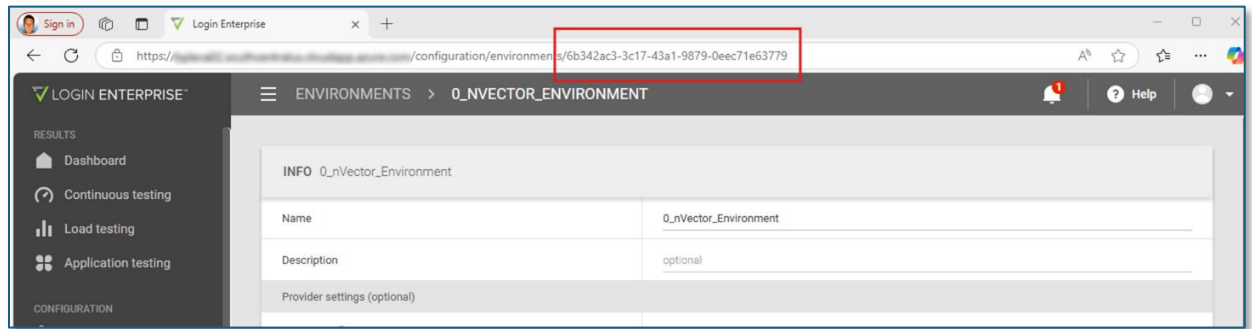 Sign in
Login Enterprise
https:// /configuration/environments/6b342ac3-3c17-43a1-9879-0eec71e63779
LOGIN ENTERPRISE
ENVIRONMENTS > 0_NVECTOR_ENVIRONMENT
1
? Help
RESULTS
Dashboard
Continuous testing
Load testing
Application testing
CONFIGURATION
INFO 0_nVector_Environment
Name 0_nVector_Environment
Description optional
Provider settings (optional)